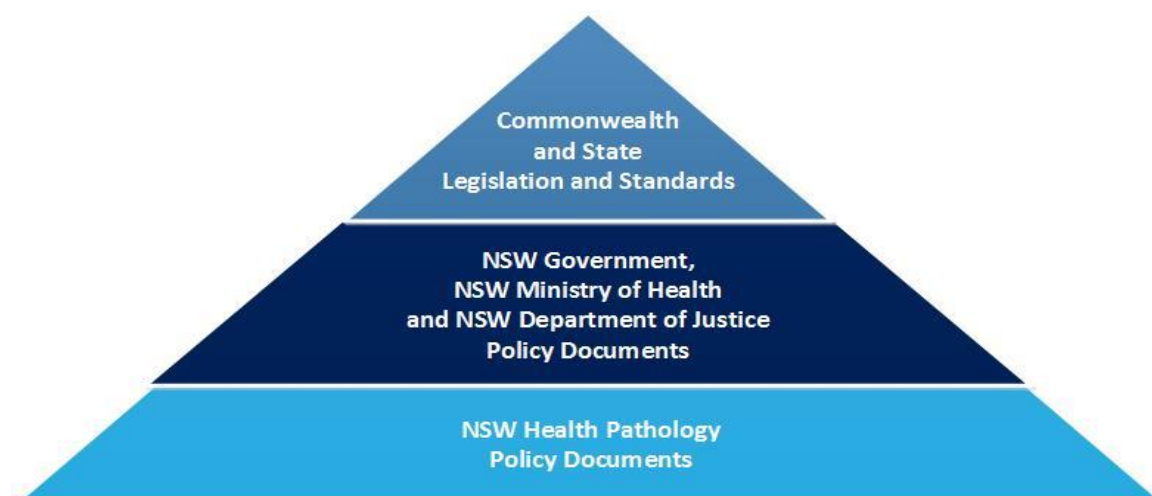 Commonwealth
and State
Legislation and Standards
NSW Government,
NSW Ministry of Health
and NSW Department of Justice
Policy Documents
NSW Health Pathology
Policy Documents